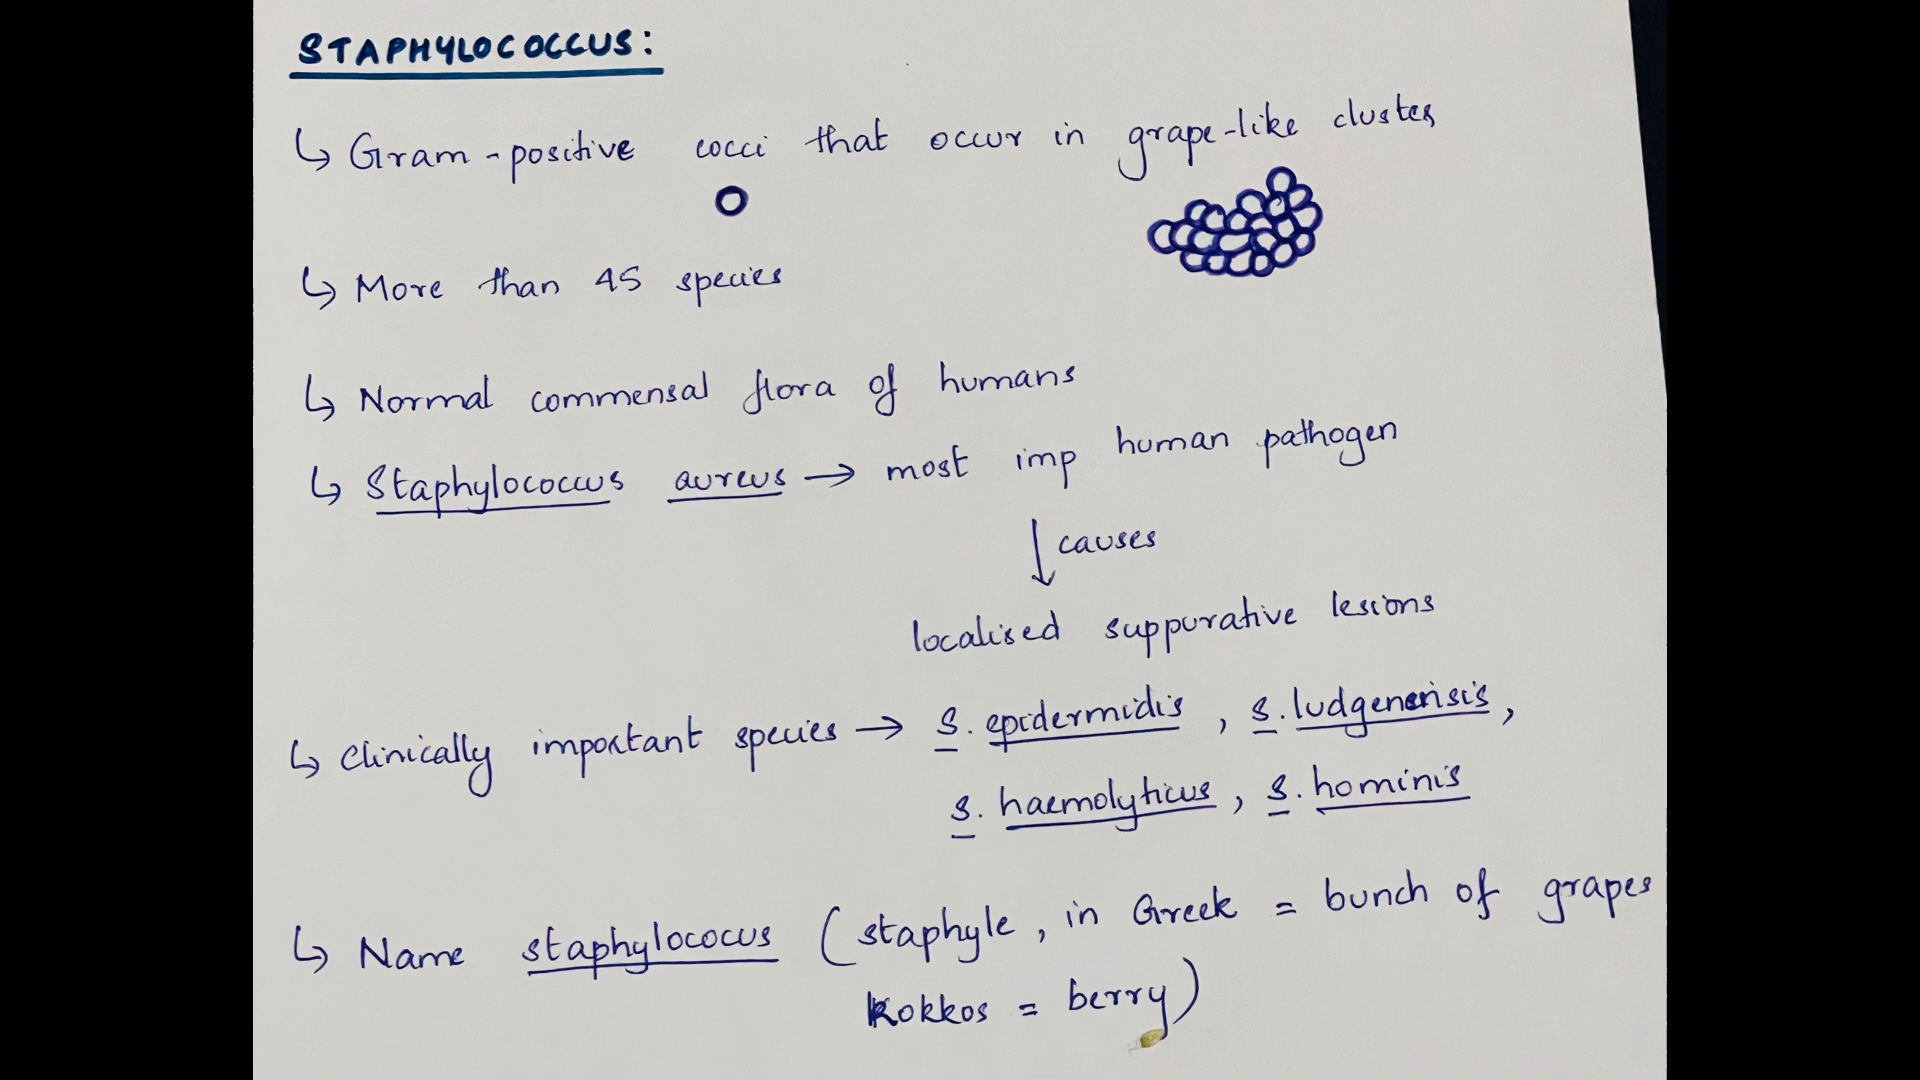 STAPHYLOCOCCUS:
↳ Gram-positive cocci that occur in grape-like clusters
↳ More than 45 species
↳ Normal commensal flora of humans
↳ Staphylococcus aureus → most imp human pathogen
↓ causes
localised suppurative lesions
↳ Clinically important species → S. epidermidis, S. ludgenensis,
S. haemolyticus, S. hominis
↳ Name staphylococus (staphyle, in Greek = bunch of grapes
kokkos = berry)